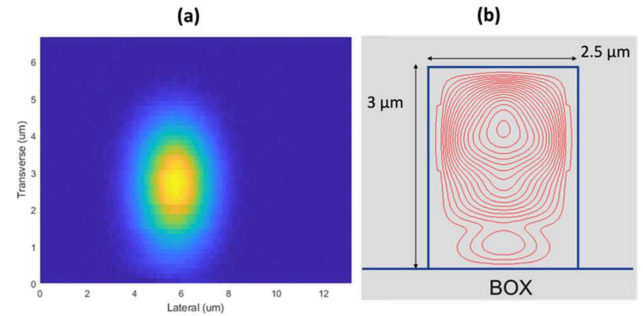 (a)
(b)
Transverse (um)
6
5
4
3
2
1
0
0 2 4 6 8 10 12
Lateral (um)
2.5 µm
3 µm
BOX